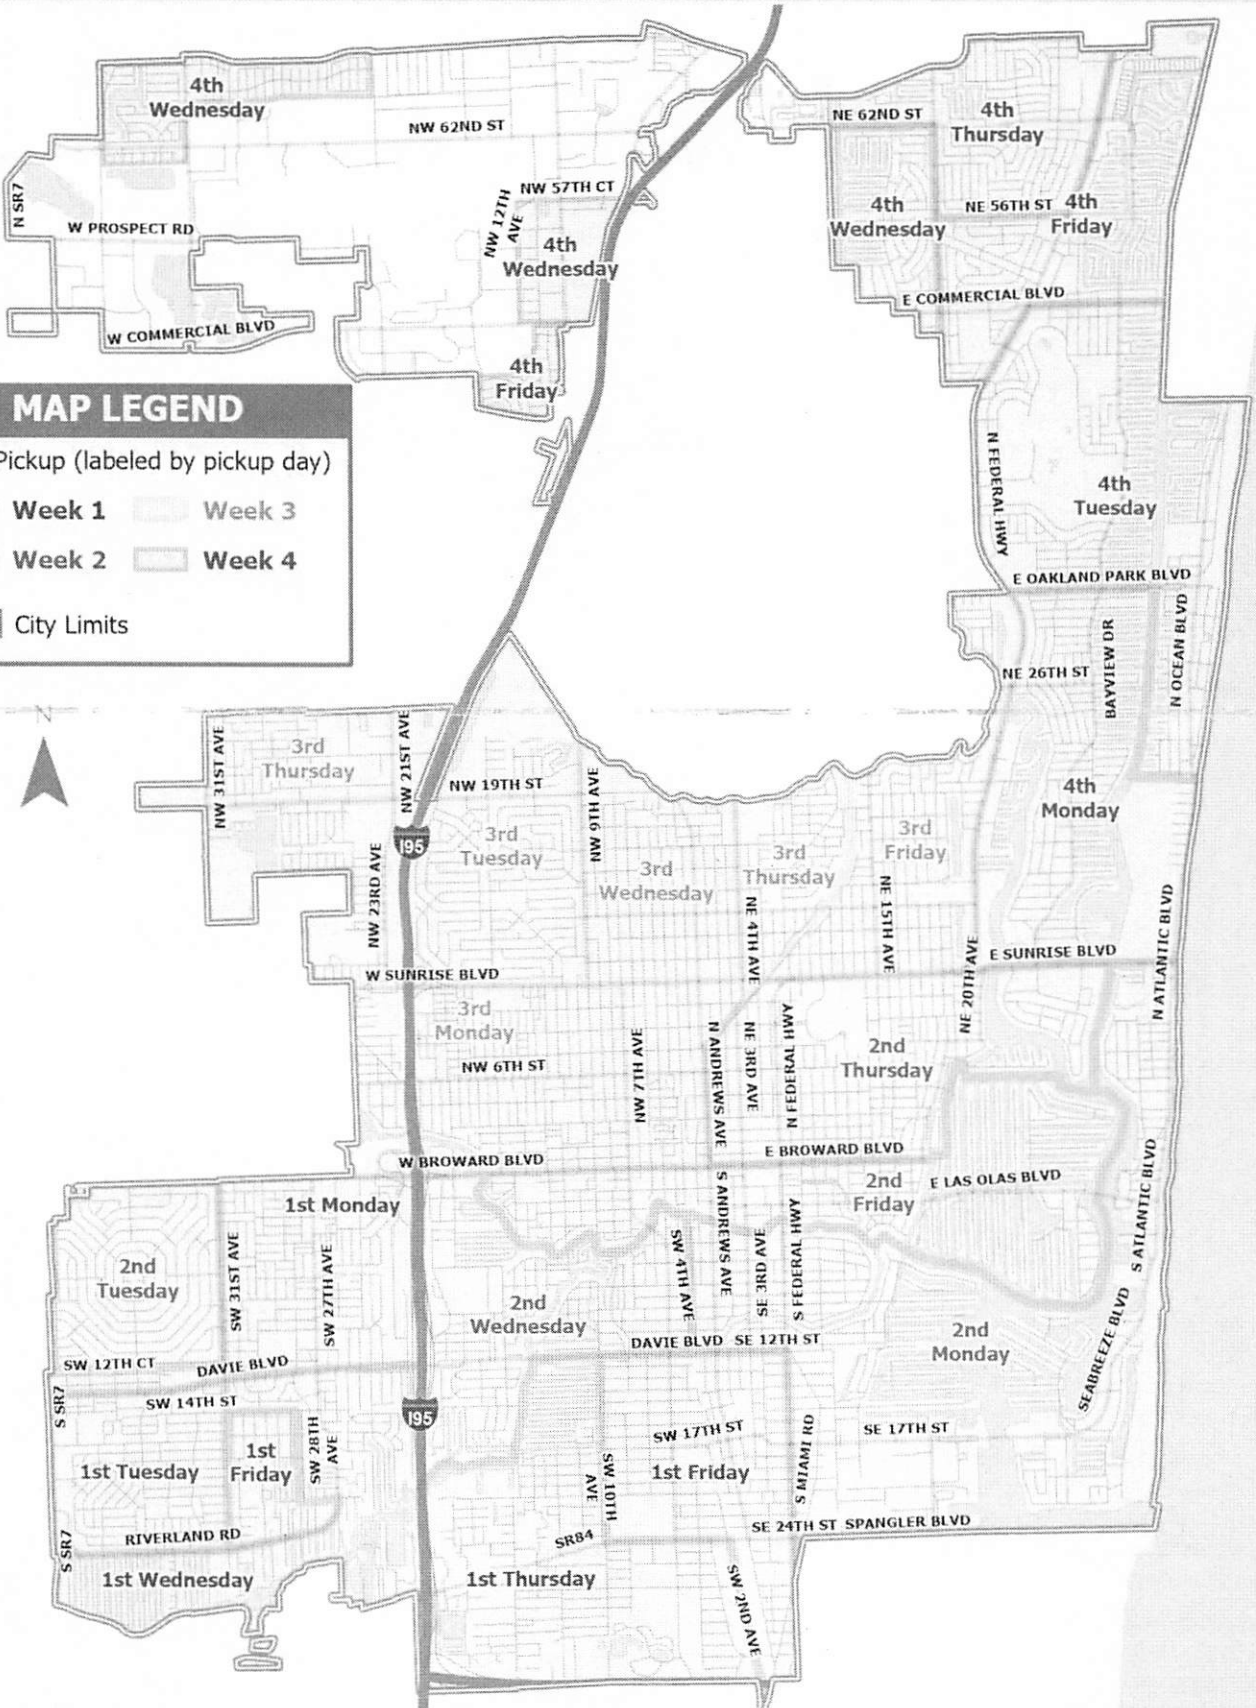 4th
Wednesday
NW 62ND ST
NE 62ND ST
4th
Thursday
N SR7
W PROSPECT RD
NW 12TH
AVE
NW 57TH CT
4th
Wednesday
4th
Wednesday
NE 56TH ST
4th
Friday
E COMMERCIAL BLVD
W COMMERCIAL BLVD
4th
Friday
MAP LEGEND
Pickup (labeled by pickup day)
Week 1
Week 3
Week 2
Week 4
City Limits
N FEDERAL HWY
4th
Tuesday
E OAKLAND PARK BLVD
NE 26TH ST
BAYVIEW DR
N OCEAN BLVD
N
NW 31ST AVE
3rd
Thursday
NW 21ST AVE
NW 19TH ST
NW 9TH AVE
4th
Monday
195
3rd
Tuesday
3rd
Wednesday
3rd
Thursday
3rd
Friday
NW 23RD AVE
NE 4TH AVE
NE 15TH AVE
NE 20TH AVE
E SUNRISE BLVD
N ATLANTIC BLVD
W SUNRISE BLVD
3rd
Monday
NW 6TH ST
NW 7TH AVE
N ANDREWS AVE
NE 3RD AVE
N FEDERAL HWY
2nd
Thursday
W BROWARD BLVD
E BROWARD BLVD
1st Monday
2nd
Friday
E LAS OLAS BLVD
S ATLANTIC BLVD
2nd
Tuesday
SW 31ST AVE
SW 27TH AVE
2nd
Wednesday
SW 4TH AVE
S ANDREWS AVE
SE 3RD AVE
S FEDERAL HWY
2nd
Monday
SEABREEZE BLVD
SW 12TH CT
DAVIE BLVD
DAVIE BLVD
SE 12TH ST
S SR7
SW 14TH ST
195
1st Tuesday
1st
Friday
SW 28TH
AVE
SW 17TH ST
1st Friday
S MIAMI RD
SE 17TH ST
SW 10TH
AVE
S SR7
RIVERLAND RD
SR84
SE 24TH ST
SPANGLER BLVD
1st Wednesday
1st Thursday
SW 2ND AVE